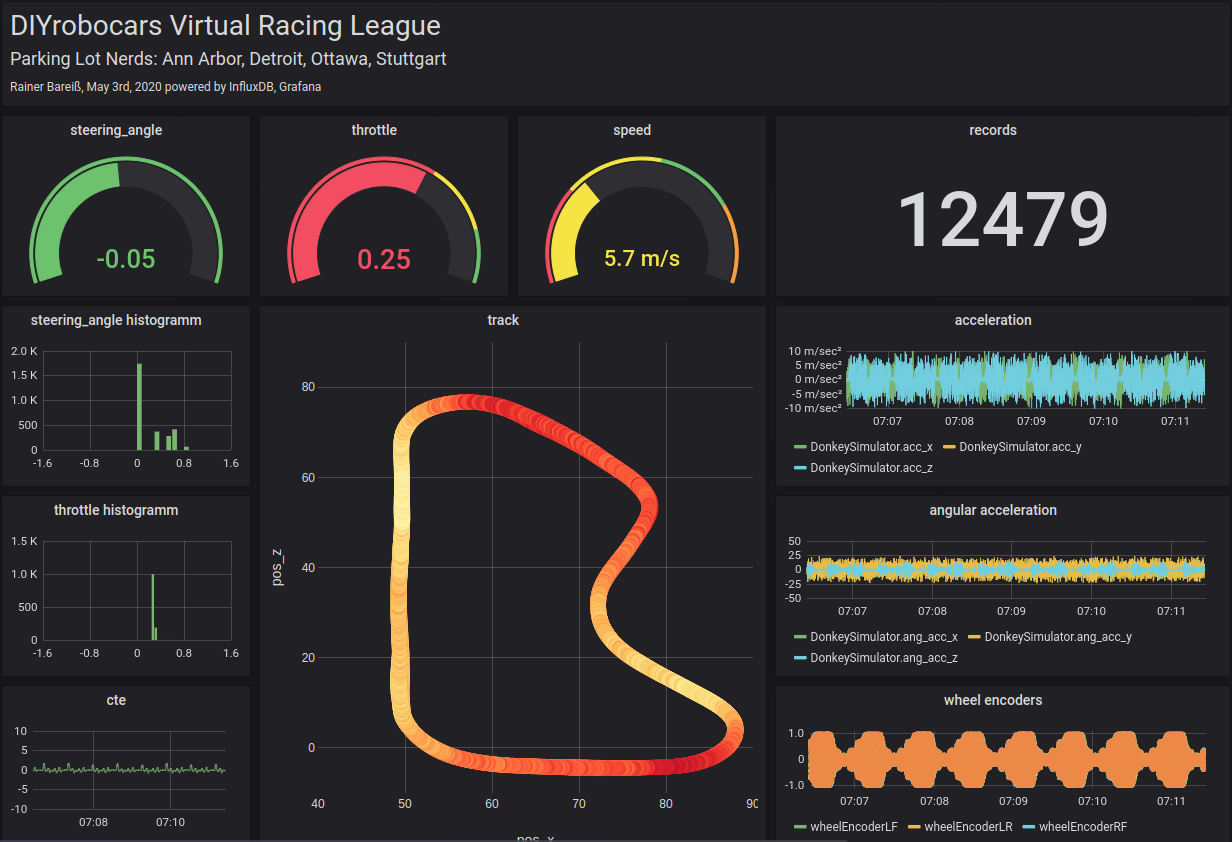 DIYrobocars Virtual Racing League
Parking Lot Nerds: Ann Arbor, Detroit, Ottawa, Stuttgart
Rainer Bareiß, May 3rd, 2020 powered by InfluxDB, Grafana
steering_angle
-0.05
throttle
0.25
speed
5.7 m/s
records
12479
steering_angle histogramm
2.0 K
1.5 K
1.0 K
500
0
-1.6 -0.8 0 0.8 1.6
throttle histogramm
1.5 K
1.0 K
500
0
-1.6 -0.8 0 0.8 1.6
cte
10
5
0
-5
-10
07:08 07:10
track
80
60
40
20
0
pos_z
40 50 60 70 80 90
pos_x
acceleration
10 m/sec²
5 m/sec²
0 m/sec²
-5 m/sec²
-10 m/sec²
07:07 07:08 07:09 07:10 07:11
DonkeySimulator.acc_x DonkeySimulator.acc_y
DonkeySimulator.acc_z
angular acceleration
50
25
0
-25
-50
07:07 07:08 07:09 07:10 07:11
DonkeySimulator.ang_acc_x DonkeySimulator.ang_acc_y
DonkeySimulator.ang_acc_z
wheel encoders
1.0
0
-1.0
07:07 07:08 07:09 07:10 07:11
wheelEncoderLF wheelEncoderLR wheelEncoderRF